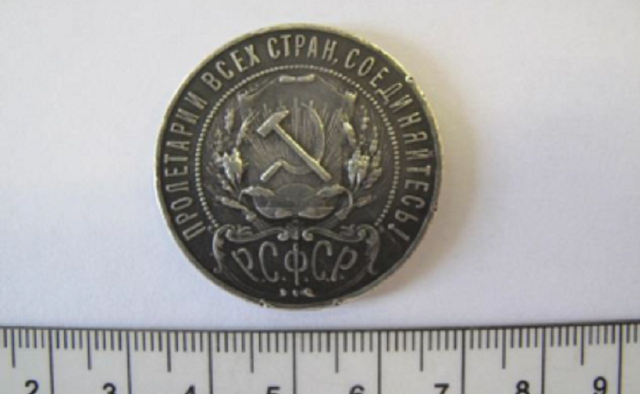 ПРОЛЕТАРИИ ВСЕХ СТРАН, СОЕДИНЯЙТЕСЬ!
Р.С.Ф.С.Р.
2 3 4 5 6 7 8 9